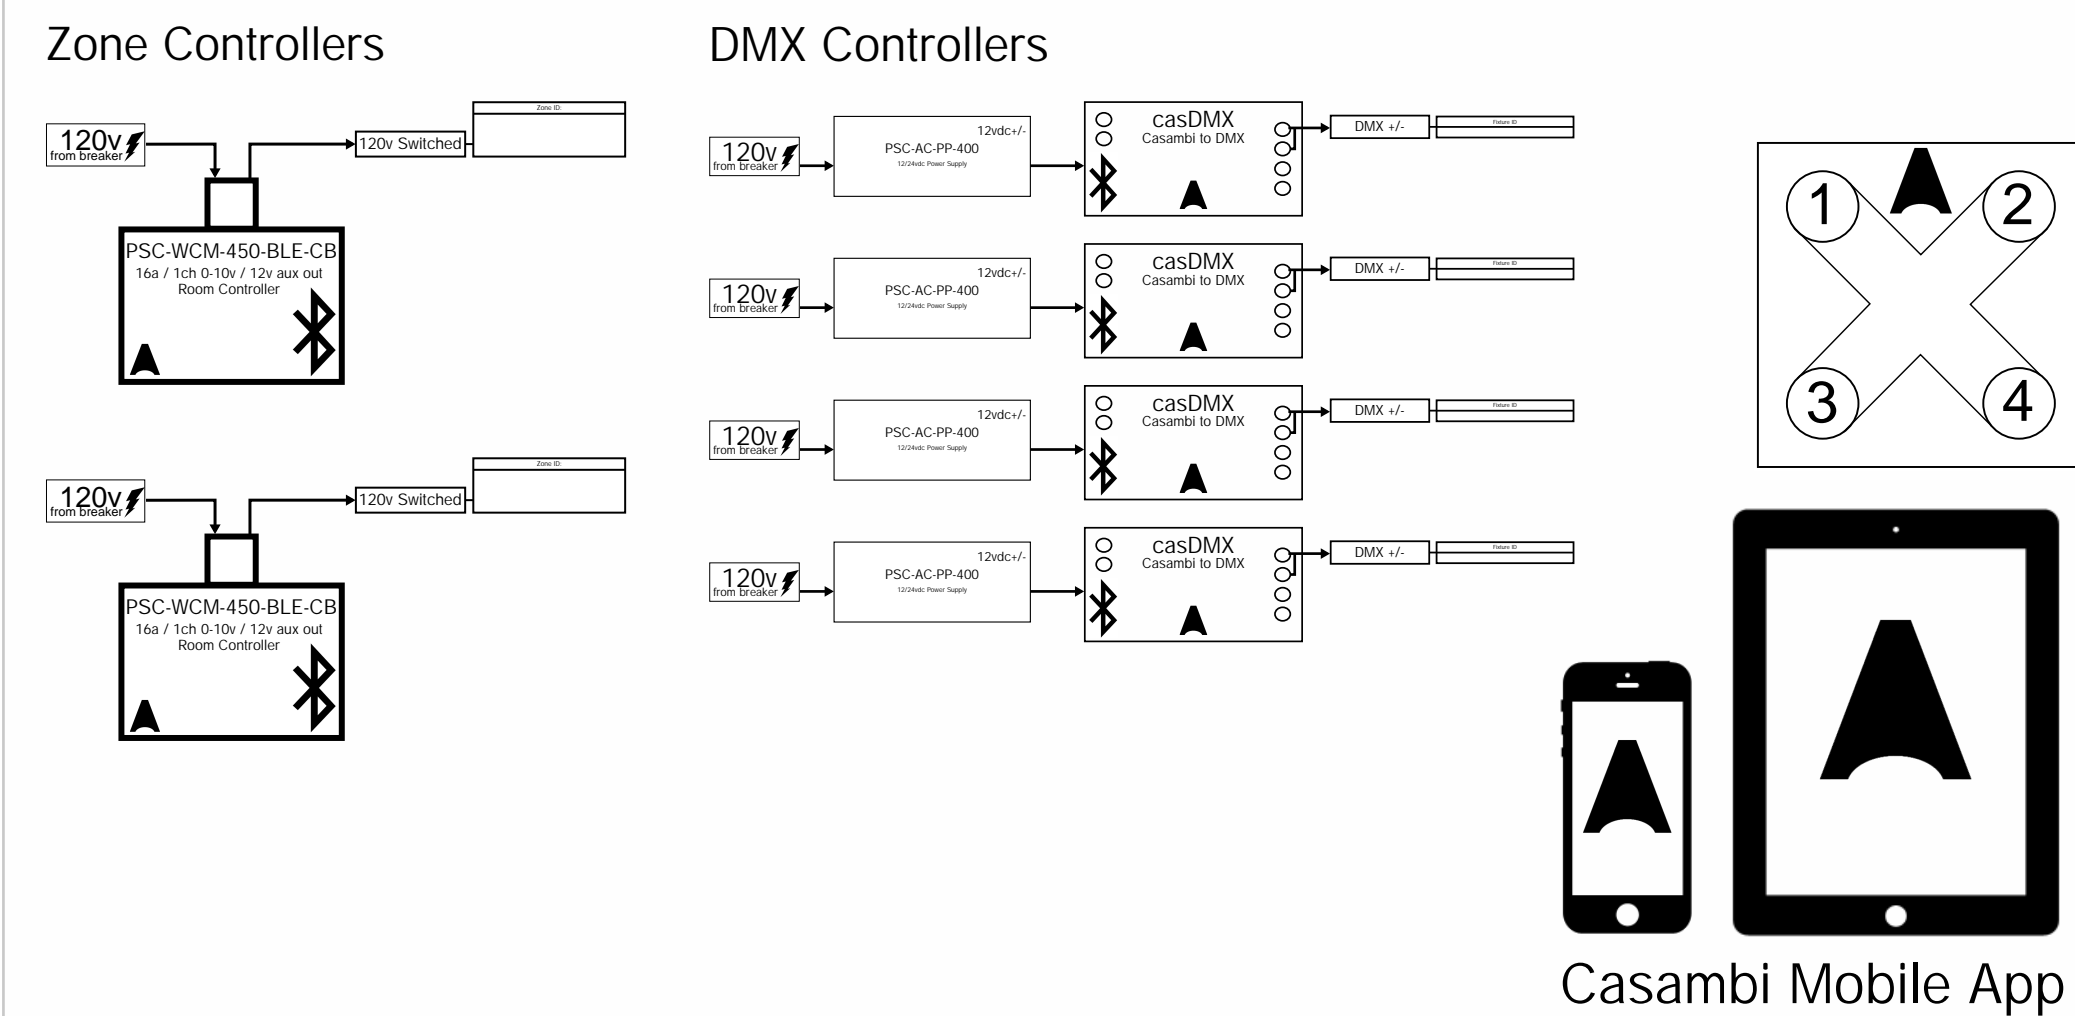 Zone Controllers
120v
from breaker
120v Switched
Zone ID:
PSC-WCM-450-BLE-CB
16a / 1ch 0-10v / 12v aux out
Room Controller
120v
from breaker
120v Switched
Zone ID:
PSC-WCM-450-BLE-CB
16a / 1ch 0-10v / 12v aux out
Room Controller
DMX Controllers
120v
from breaker
12vdc+/-
PSC-AC-PP-400
12/24vdc Power Supply
casDMX
Casambi to DMX
DMX +/-
Fixture ID
120v
from breaker
12vdc+/-
PSC-AC-PP-400
12/24vdc Power Supply
casDMX
Casambi to DMX
DMX +/-
Fixture ID
120v
from breaker
12vdc+/-
PSC-AC-PP-400
12/24vdc Power Supply
casDMX
Casambi to DMX
DMX +/-
Fixture ID
120v
from breaker
12vdc+/-
PSC-AC-PP-400
12/24vdc Power Supply
casDMX
Casambi to DMX
DMX +/-
Fixture ID
1 2
3 4
Casambi Mobile App